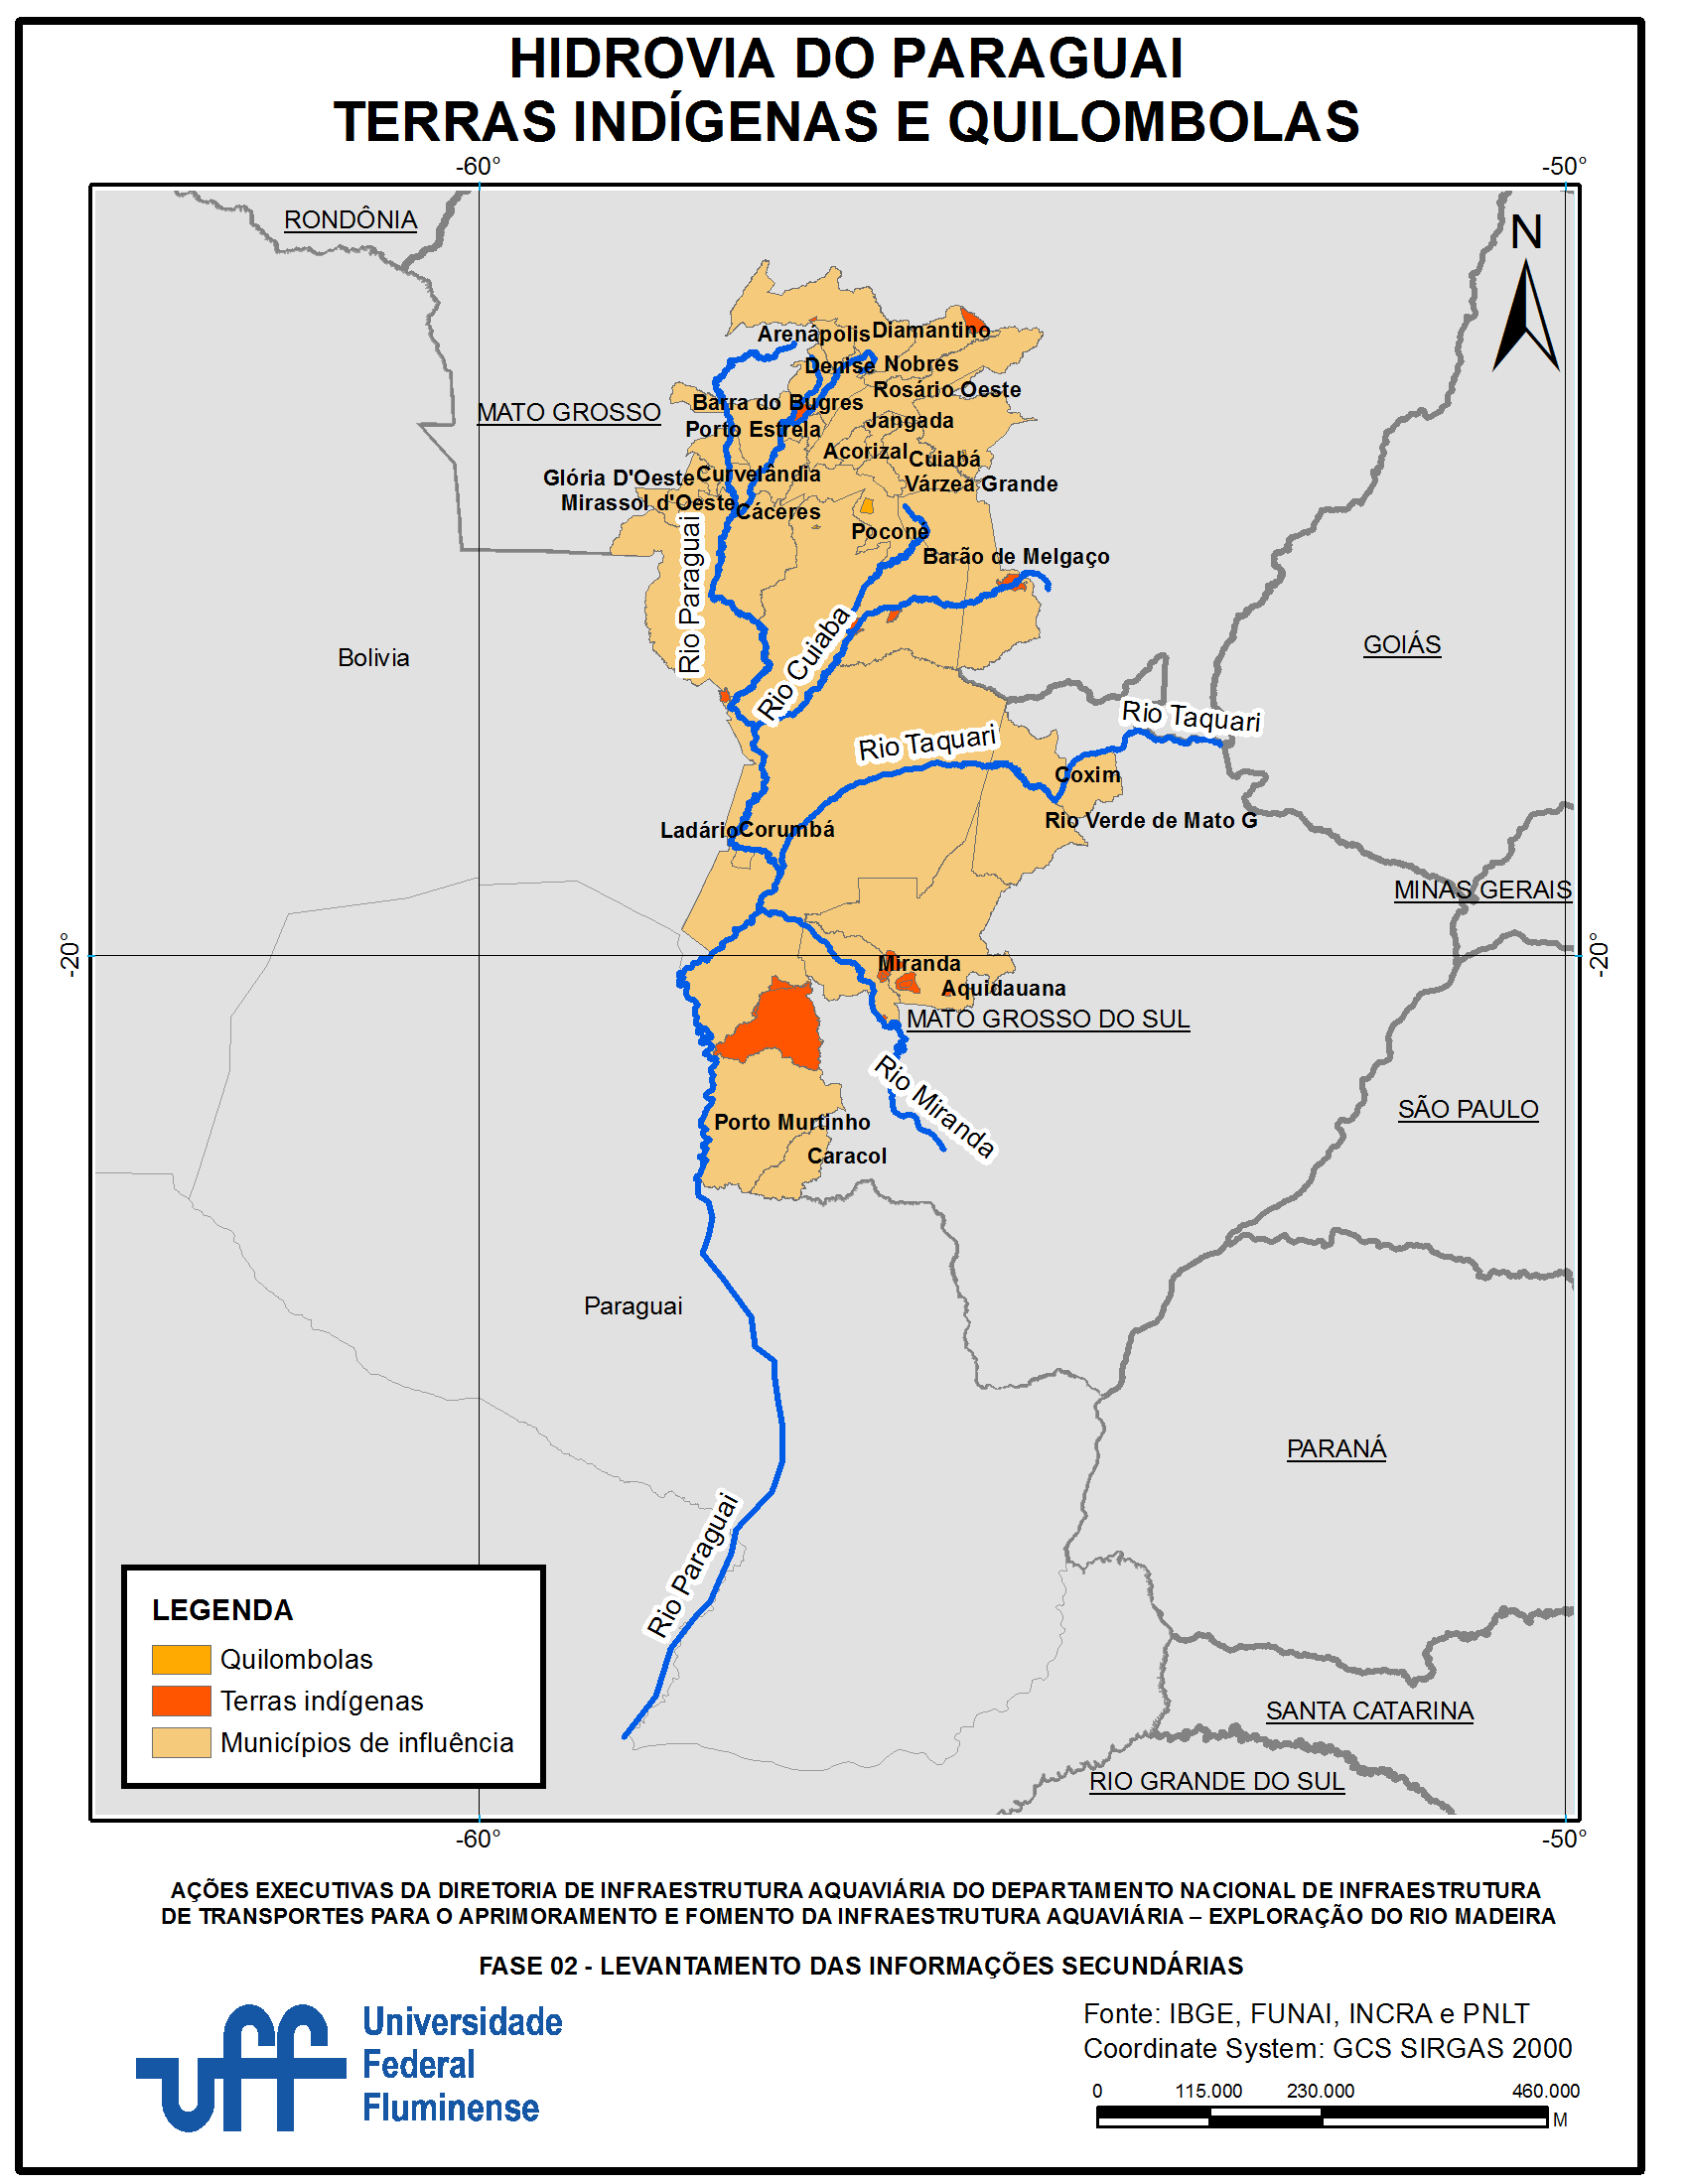 HIDROVIA DO PARAGUAI
TERRAS INDÍGENAS E QUILOMBOLAS
-60°
-50°
RONDÔNIA
N
Arenápolis
Diamantino
Denise
Nobres
Rosário Oeste
MATO GROSSO
Barra do Bugres
Jangada
Porto Estrela
Acorizal
Cuiabá
Glória D'Oeste
Curvelândia
Várzea Grande
Mirassol d'Oeste
Cáceres
Poconé
Barão de Melgaço
Rio Paraguai
Rio Cuiaba
Bolivia
GOIÁS
Rio Taquari
Rio Taquari
Coxim
Rio Verde de Mato G
Ladário
Corumbá
MINAS GERAIS
-20°
-20°
Miranda
Aquidauana
MATO GROSSO DO SUL
Rio Miranda
SÃO PAULO
Porto Murtinho
Caracol
Paraguai
PARANÁ
Rio Paraguai
LEGENDA
Quilombolas
Terras indígenas
Municípios de influência
SANTA CATARINA
RIO GRANDE DO SUL
-60°
-50°
AÇÕES EXECUTIVAS DA DIRETORIA DE INFRAESTRUTURA AQUAVIÁRIA DO DEPARTAMENTO NACIONAL DE INFRAESTRUTURA
DE TRANSPORTES PARA O APRIMORAMENTO E FOMENTO DA INFRAESTRUTURA AQUAVIÁRIA – EXPLORAÇÃO DO RIO MADEIRA
FASE 02 - LEVANTAMENTO DAS INFORMAÇÕES SECUNDÁRIAS
uff
Universidade
Federal
Fluminense
Fonte: IBGE, FUNAI, INCRA e PNLT
Coordinate System: GCS SIRGAS 2000
0 115.000 230.000 460.000
M